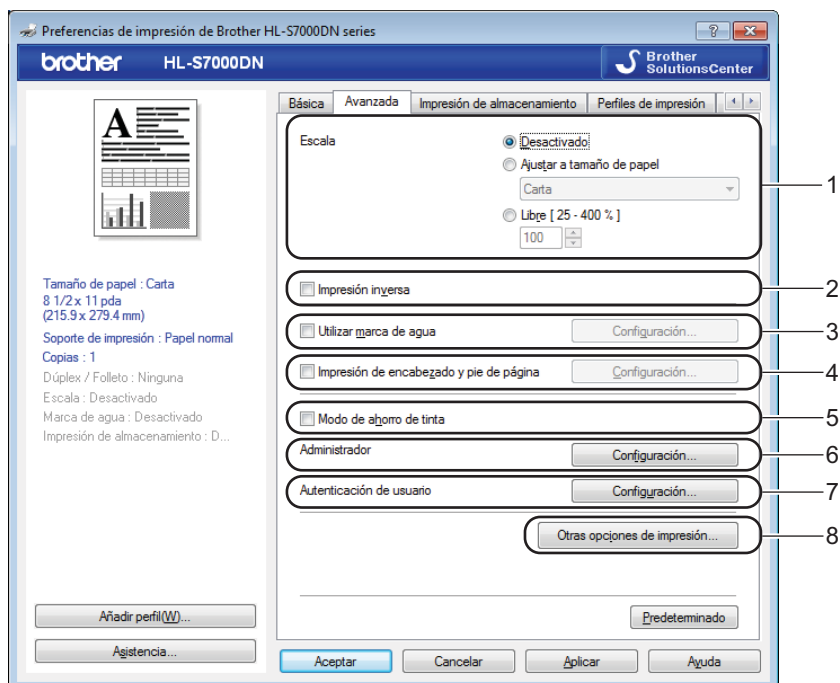 Preferencias de impresión de Brother HL-S7000DN series
brother HL-S7000DN
Brother
SolutionsCenter
A
Tamaño de papel : Carta
8 1/2 x 11 pda
(215.9 x 279.4 mm)
Soporte de impresión : Papel normal
Copias : 1
Dúplex / Folleto : Ninguna
Escala : Desactivado
Marca de agua : Desactivado
Impresión de almacenamiento : D...
Añadir perfil(W)...
Asistencia...
Básica Avanzada Impresión de almacenamiento Perfiles de impresión
Escala
Desactivado
Ajustar a tamaño de papel
Carta
Libre [ 25 - 400 % ]
100
1
Impresión inversa
2
Utilizar marca de agua Configuración...
3
Impresión de encabezado y pie de página Configuración...
4
Modo de ahorro de tinta
5
Administrador Configuración...
6
Autenticación de usuario Configuración...
7
Otras opciones de impresión...
8
Predeterminado
Aceptar Cancelar Aplicar Ayuda